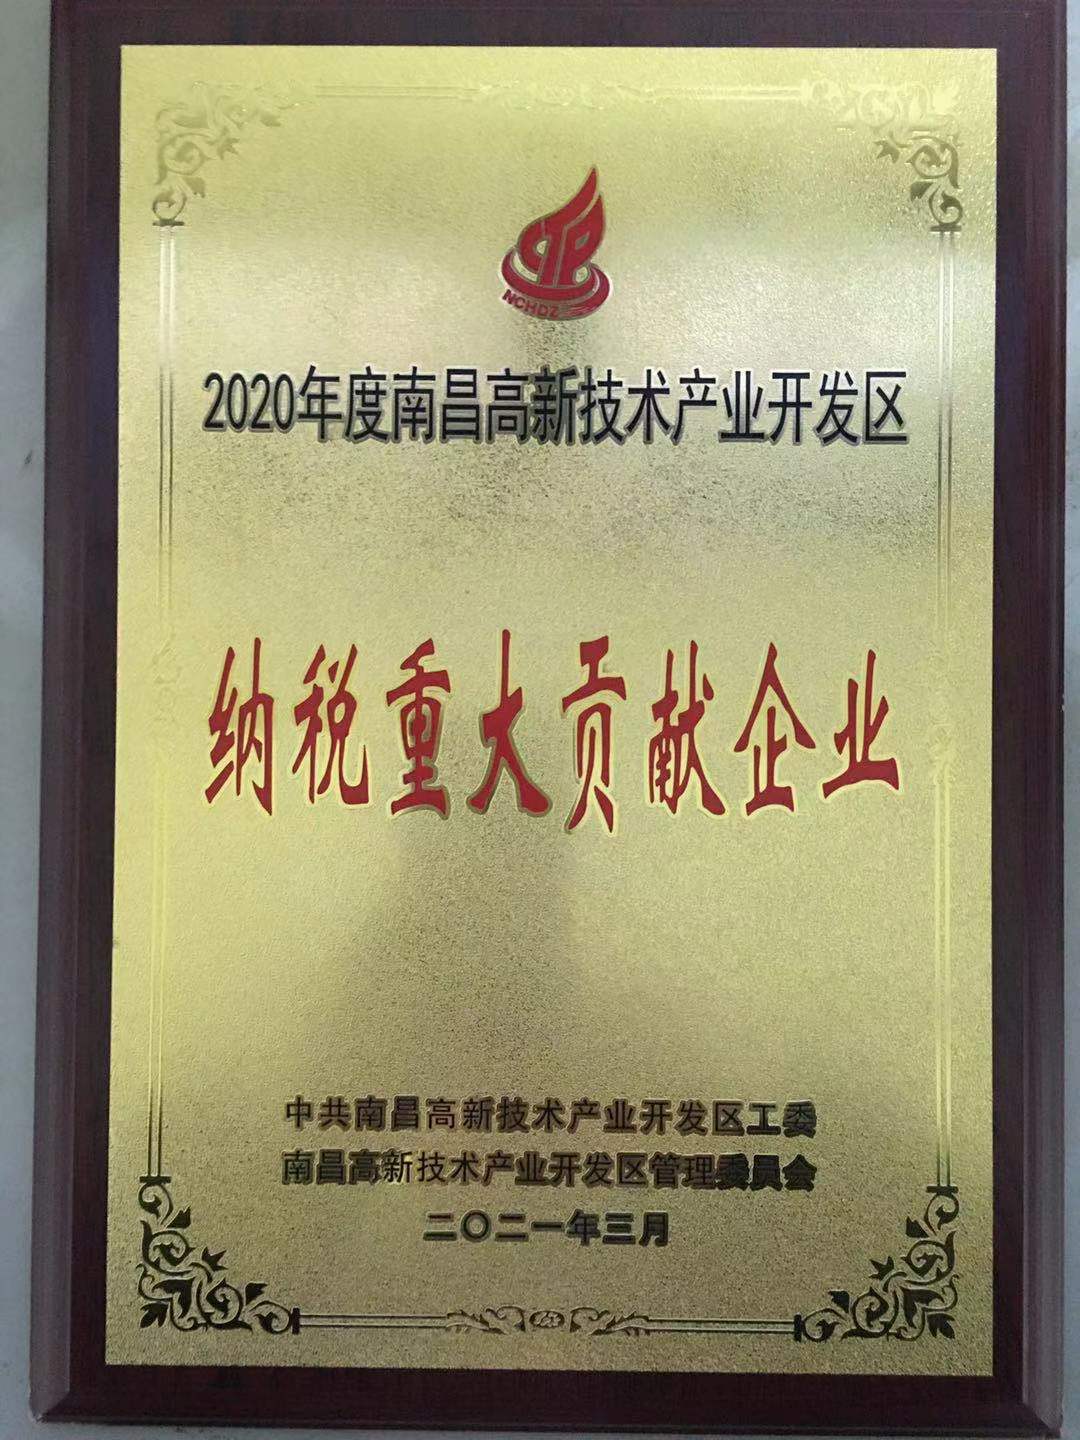 CTP
NCHDZ
2020年度南昌高新技术产业开发区
纳税重大贡献企业
中共南昌高新技术产业开发区工委
南昌高新技术产业开发区管理委员会
二〇二一年三月